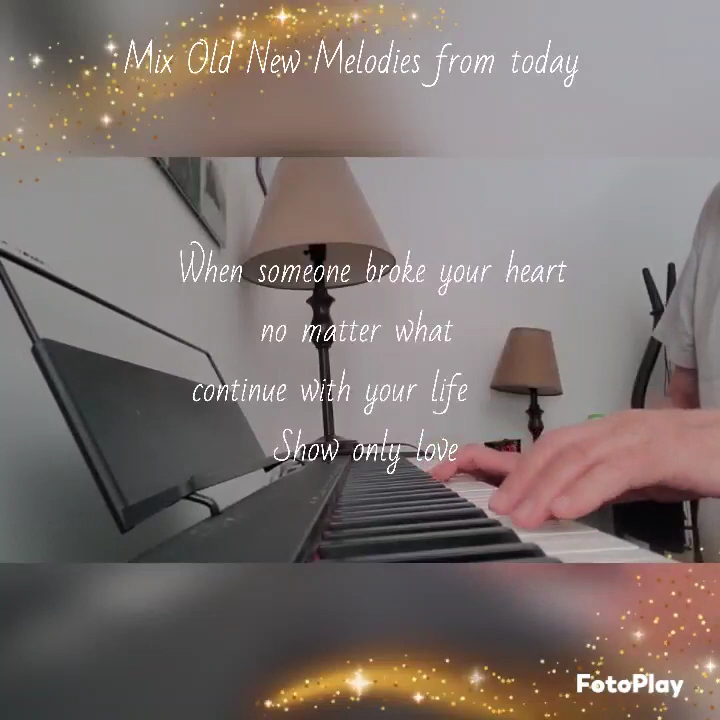 Mix Old New Melodies from today
When someone broke your heart
no matter what
continue with your life
Show only love
FotoPlay